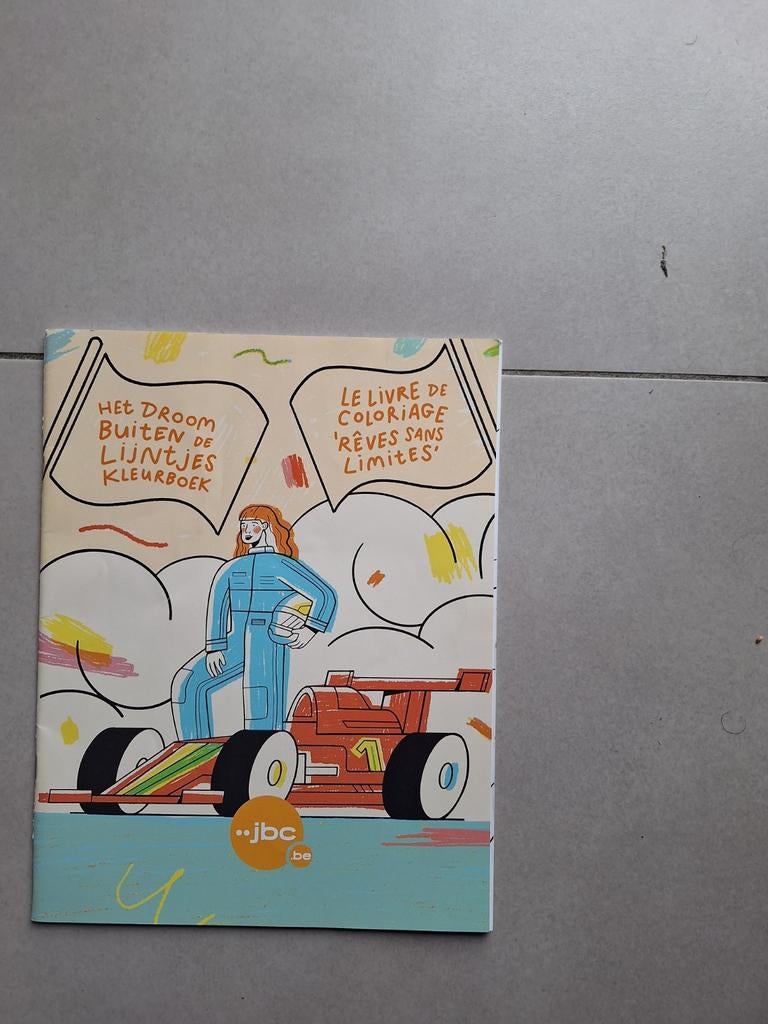 Het DROOM
BUITEN DE
LIJNTJES
KLEURBOEK
LE LIVRE DE
COLORIAGE
'RÊVES SANS
LIMITES'
1
jbc
.be